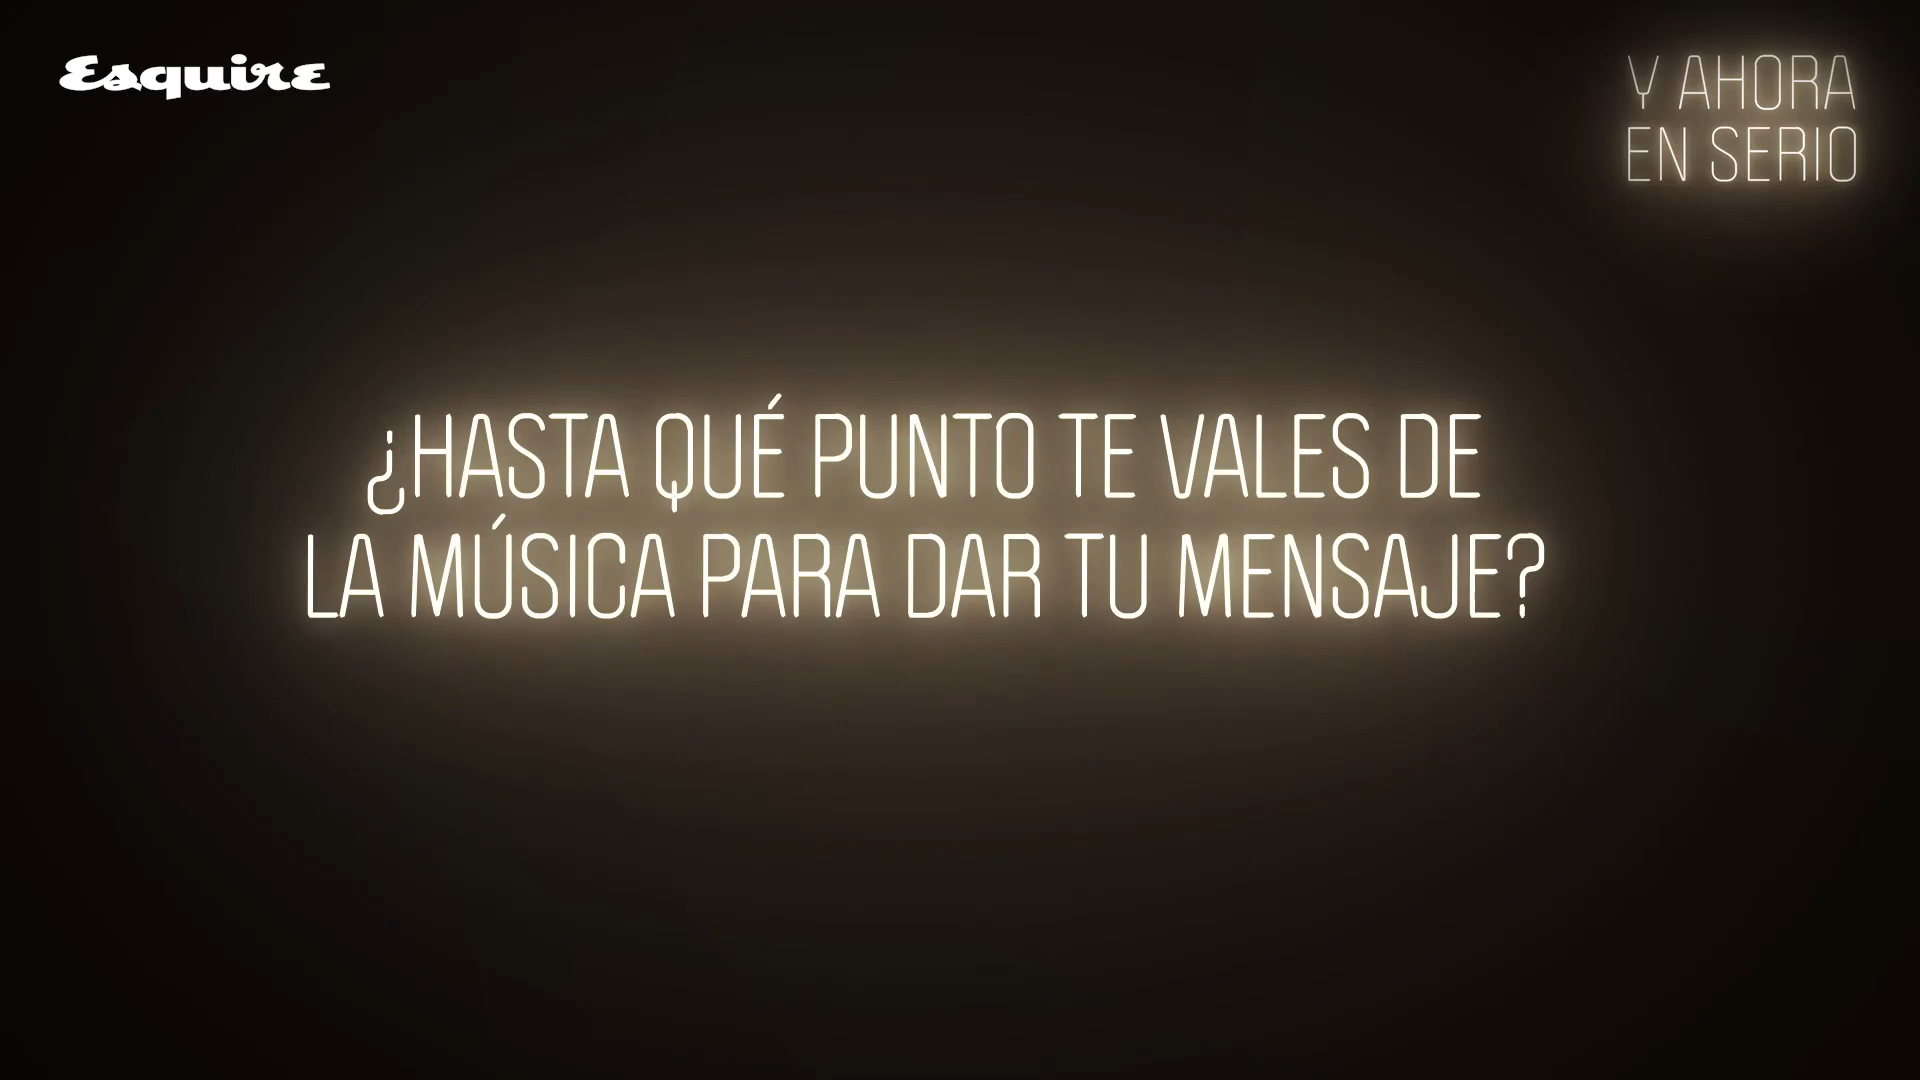 Esquire
Y AHORA
EN SERIO
¿HASTA QUÉ PUNTO TE VALES DE
LA MÚSICA PARA DAR TU MENSAJE?